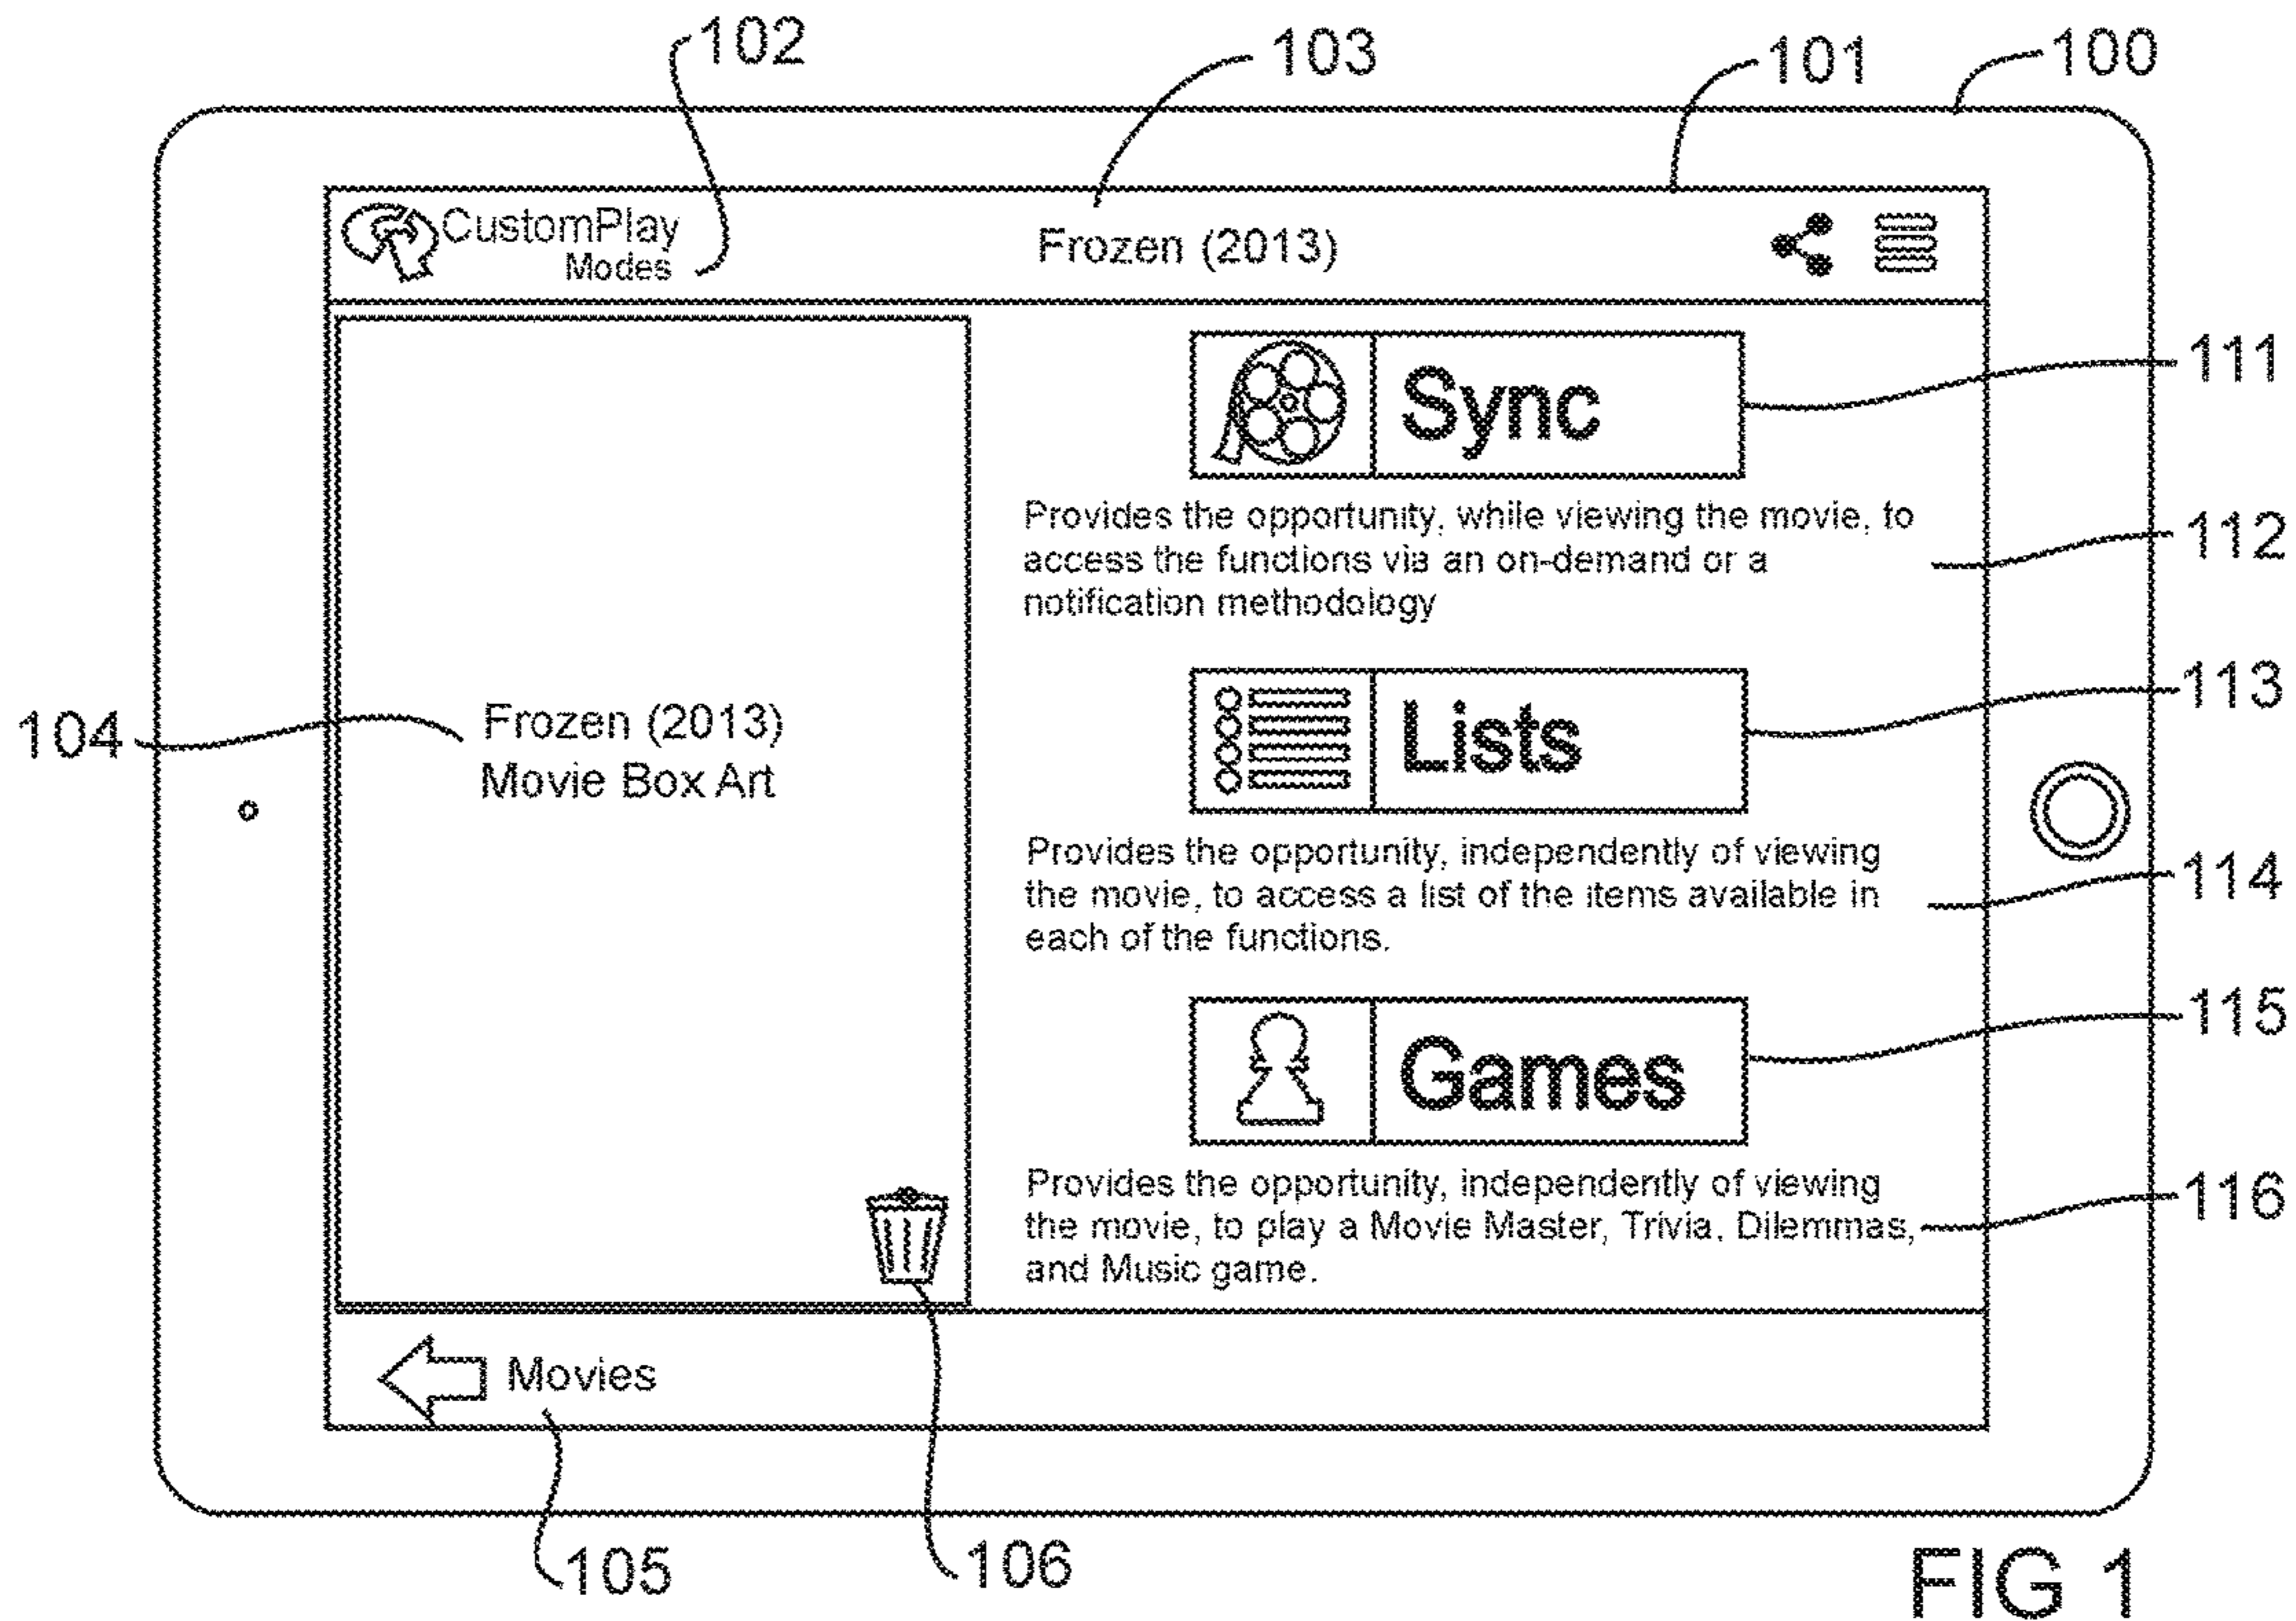 102
103
101
100
CustomPlay
Modes
Frozen (2013)
111
Sync
Provides the opportunity, while viewing the movie, to
access the functions via an on-demand or a
notification methodology
112
104
Frozen (2013)
Movie Box Art
113
Lists
Provides the opportunity, independently of viewing
the movie, to access a list of the items available in
each of the functions.
114
115
Games
Provides the opportunity, independently of viewing
the movie, to play a Movie Master, Trivia, Dilemmas,
and Music game.
116
Movies
105
106
FIG 1